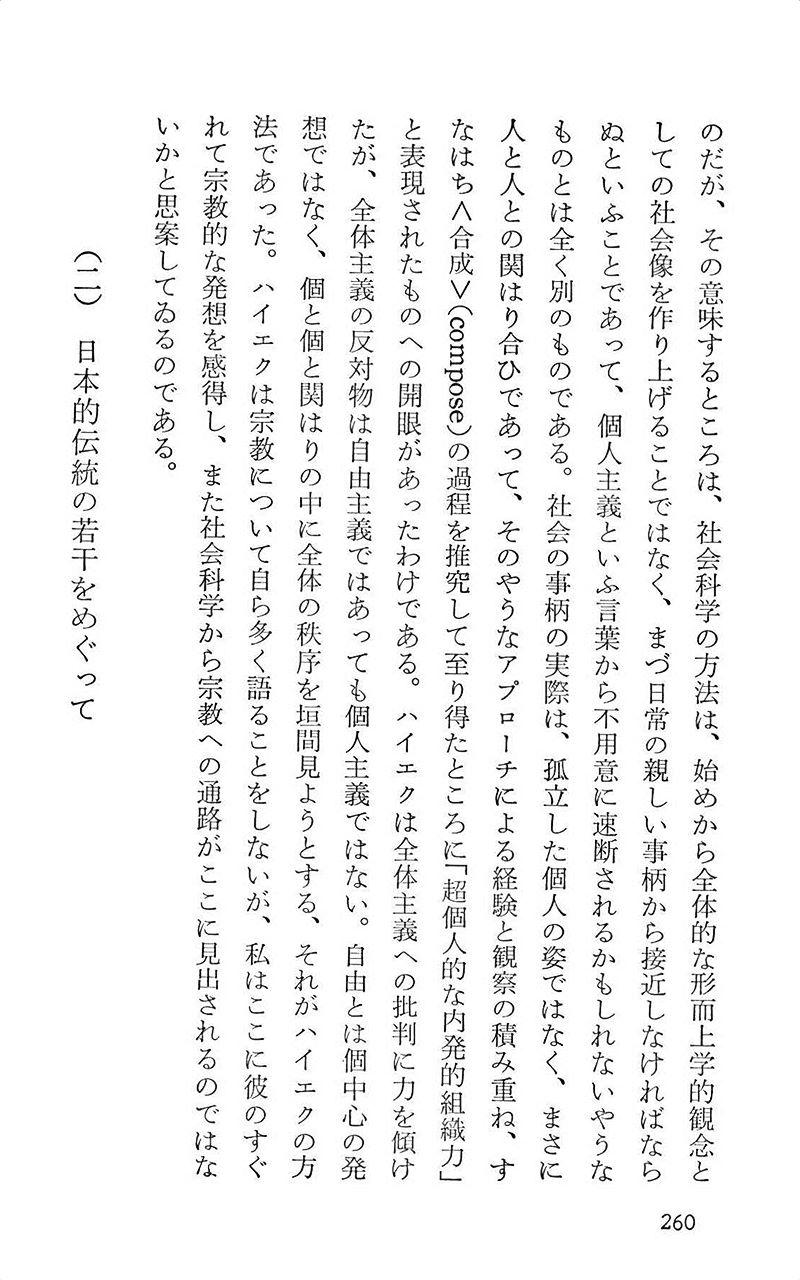 のだが、その意味するところは、社会科学の方法は、始めから全体的な形而上学的観念と
しての社会像を作り上げることではなく、まづ日常の親しい事柄から接近しなければなら
ぬといふことであって、個人主義といふ言葉から不用意に速断されるかもしれないやうな
ものとは全く別のものである。社会の事柄の実際は、孤立した個人の姿ではなく、まさに
人と人との関はり合ひであって、そのやうなアプローチによる経験と観察の積み重ね、す
なはち＜合成＞(compose)の過程を推究して至り得たところに「超個人的な内発的組織力」
と表現されたものへの開眼があったわけである。ハイエクは全体主義への批判に力を傾け
たが、全体主義の反対物は自由主義ではあっても個人主義ではない。自由とは個中心の発
想ではなく、個と個と関はりの中に全体の秩序を垣間見ようとする、それがハイエクの方
法であった。ハイエクは宗教について自ら多く語ることをしないが、私はここに彼のすぐ
れて宗教的な発想を感得し、また社会科学から宗教への通路がここに見出されるのではな
いかと思案してゐるのである。
(二)　日本的伝統の若干をめぐって
260